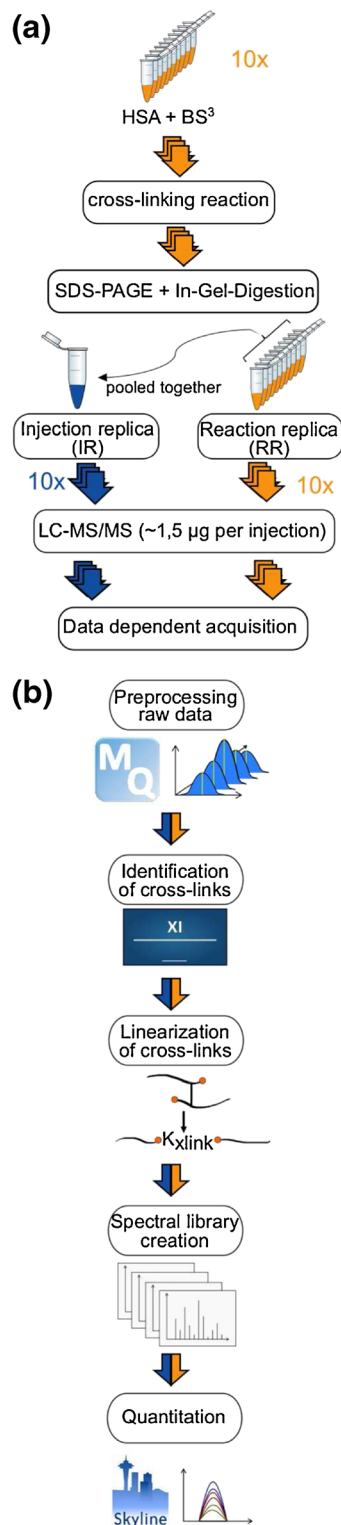 (a)
10x
HSA + BS³
cross-linking reaction
SDS-PAGE + In-Gel-Digestion
pooled together
Injection replica
(IR)
Reaction replica
(RR)
10x
10x
LC-MS/MS (~1,5 µg per injection)
Data dependent acquisition
(b)
Preprocessing
raw data
M
Q
Identification
of cross-links
XI
Linearization
of cross-links
Kxlink
Spectral library
creation
Quantitation
Skyline